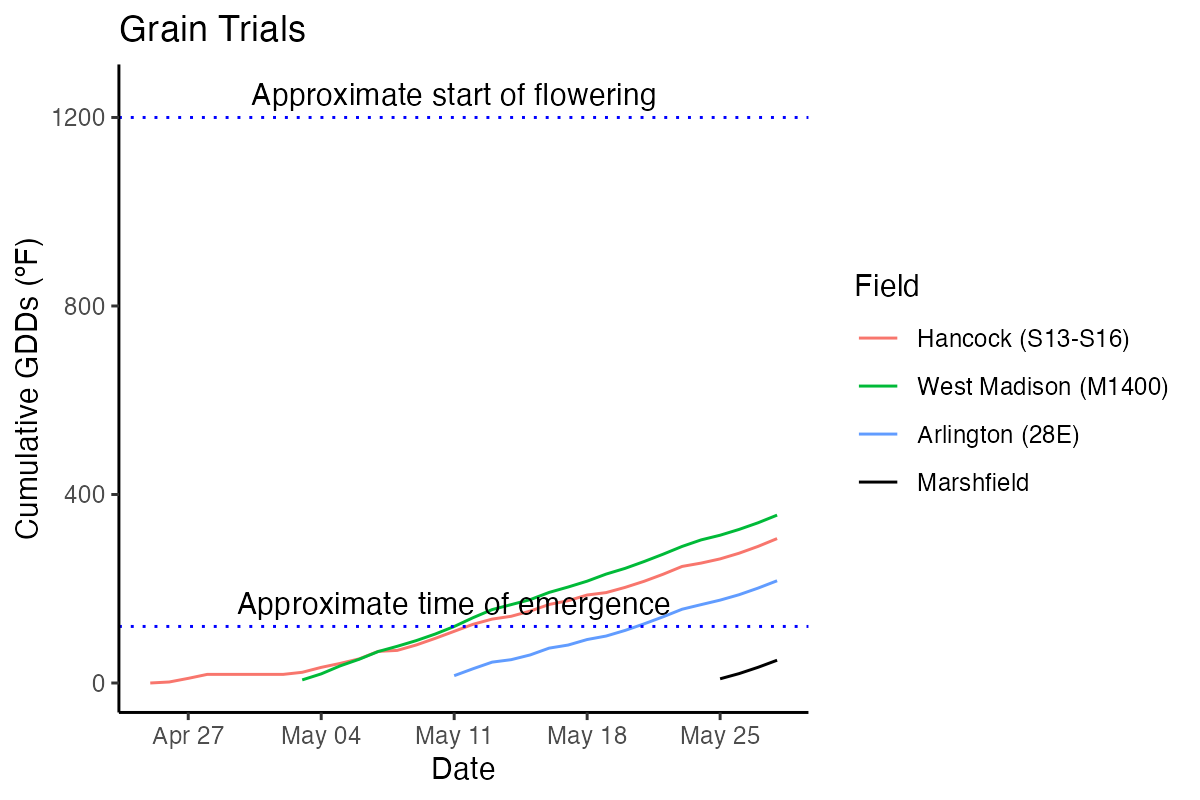 Grain Trials
Approximate start of flowering
1200
800
400
0
Cumulative GDDs (°F)
Approximate time of emergence
Apr 27
May 04
May 11
May 18
May 25
Date
Field
Hancock (S13-S16)
West Madison (M1400)
Arlington (28E)
Marshfield